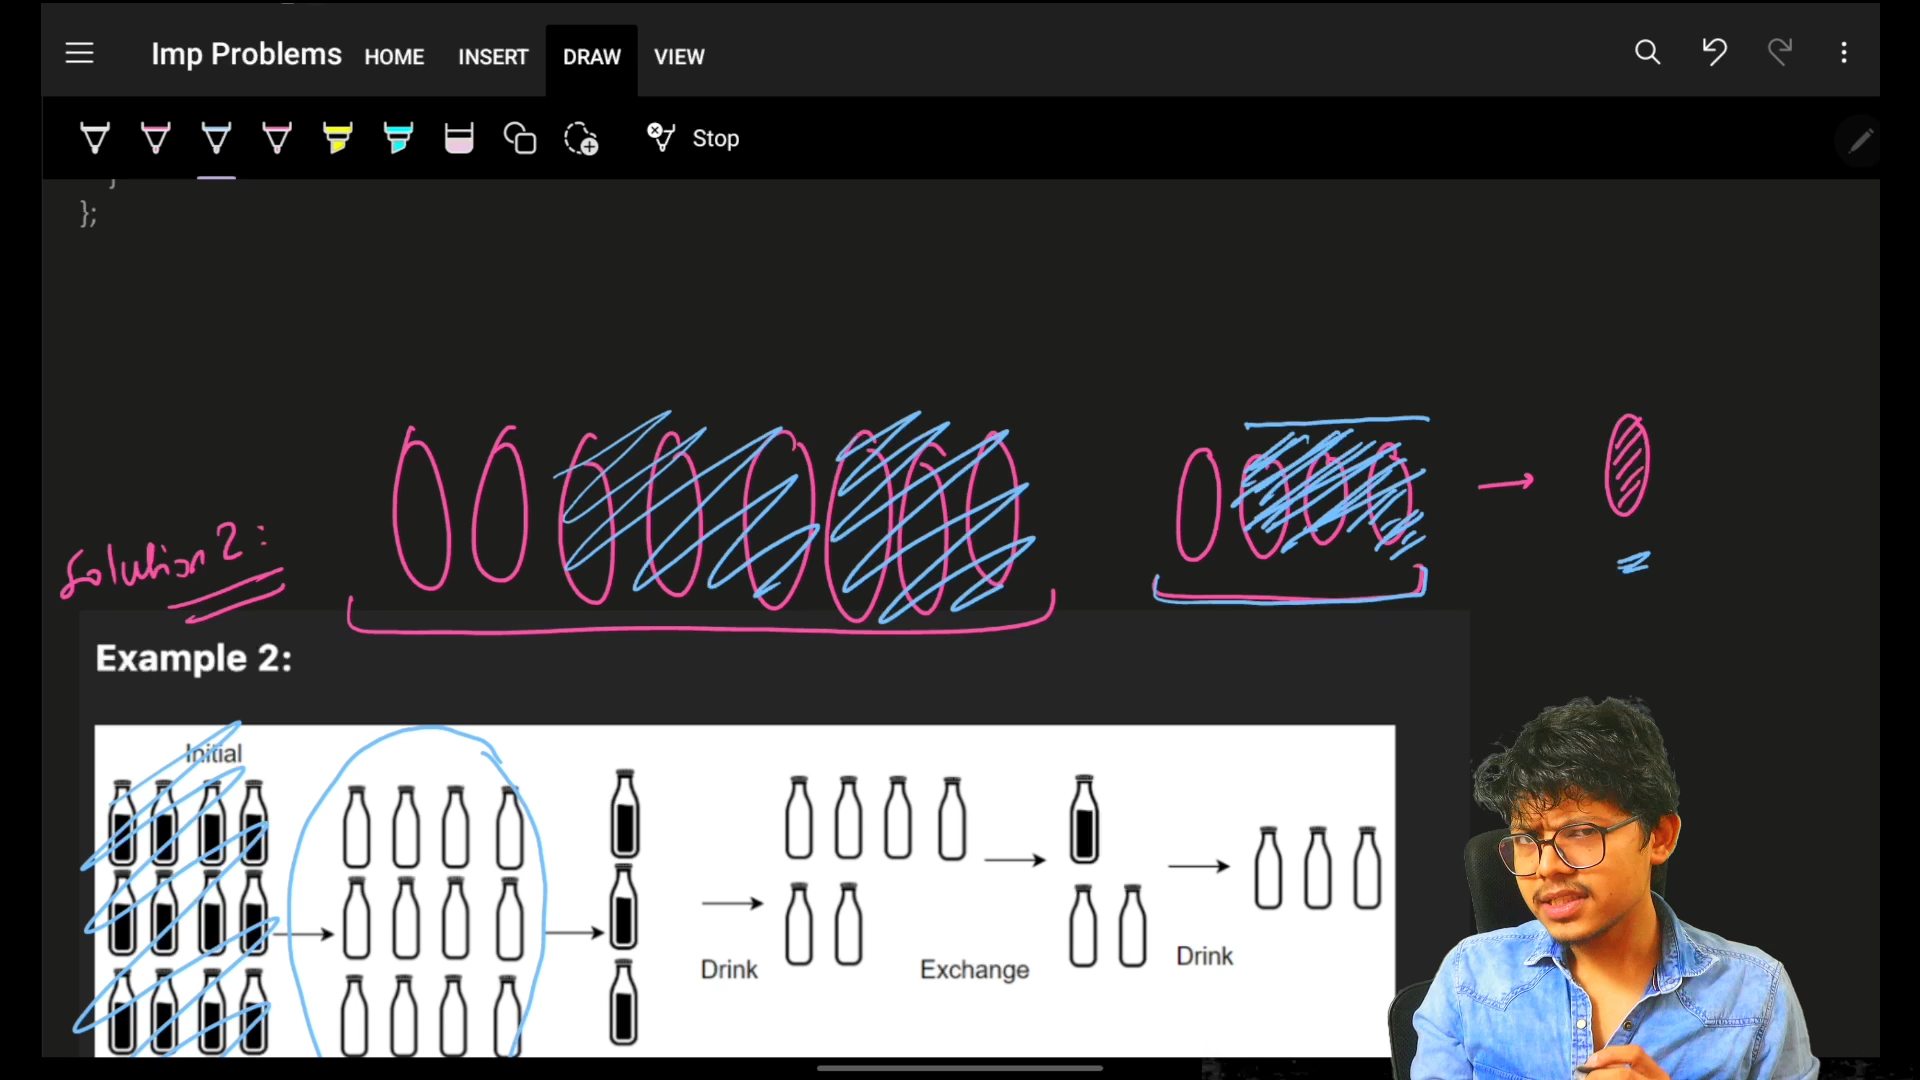 Imp Problems HOME INSERT DRAW VIEW
Stop
};
Solution 2:
Example 2:
Initial
Drink
Exchange
Drink